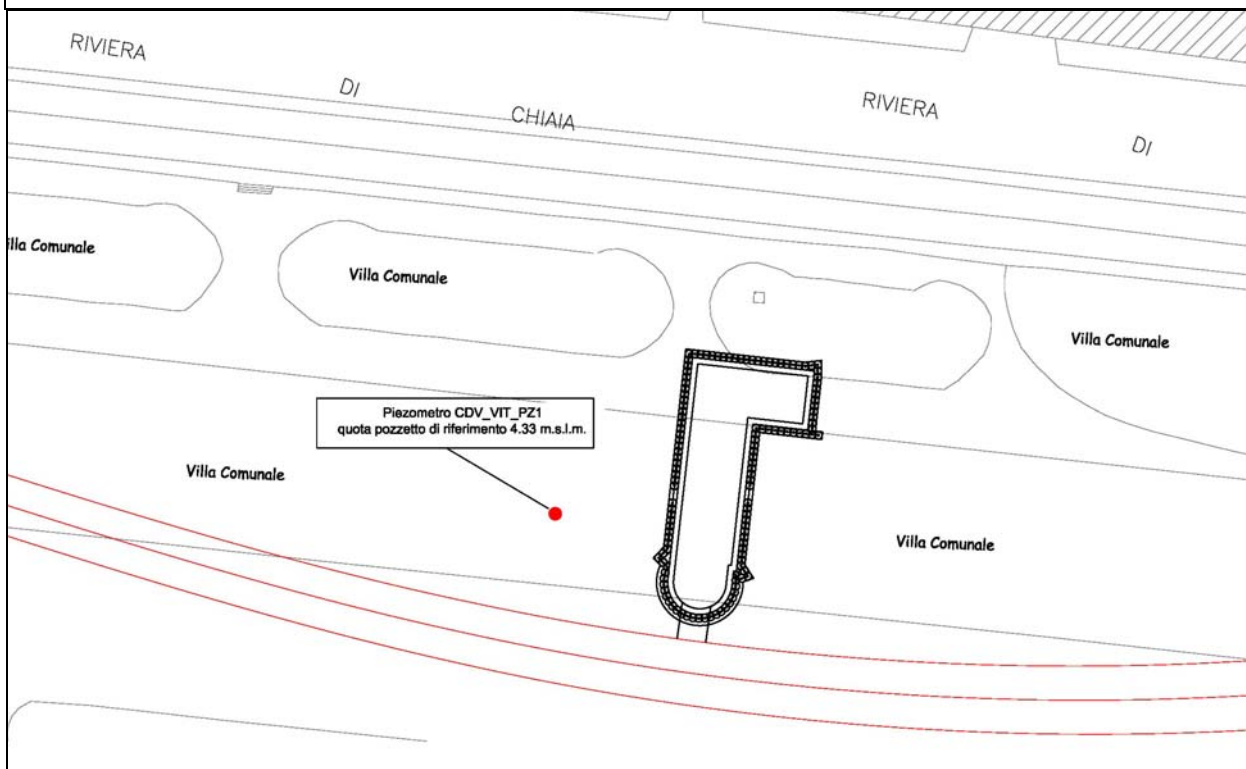 RIVIERA
DI
CHIAIA
RIVIERA
DI
illa Comunale
Villa Comunale
Villa Comunale
Piezometro CDV_VIT_PZ1
quota pozzetto di riferimento 4.33 m.s.l.m.
Villa Comunale
Villa Comunale